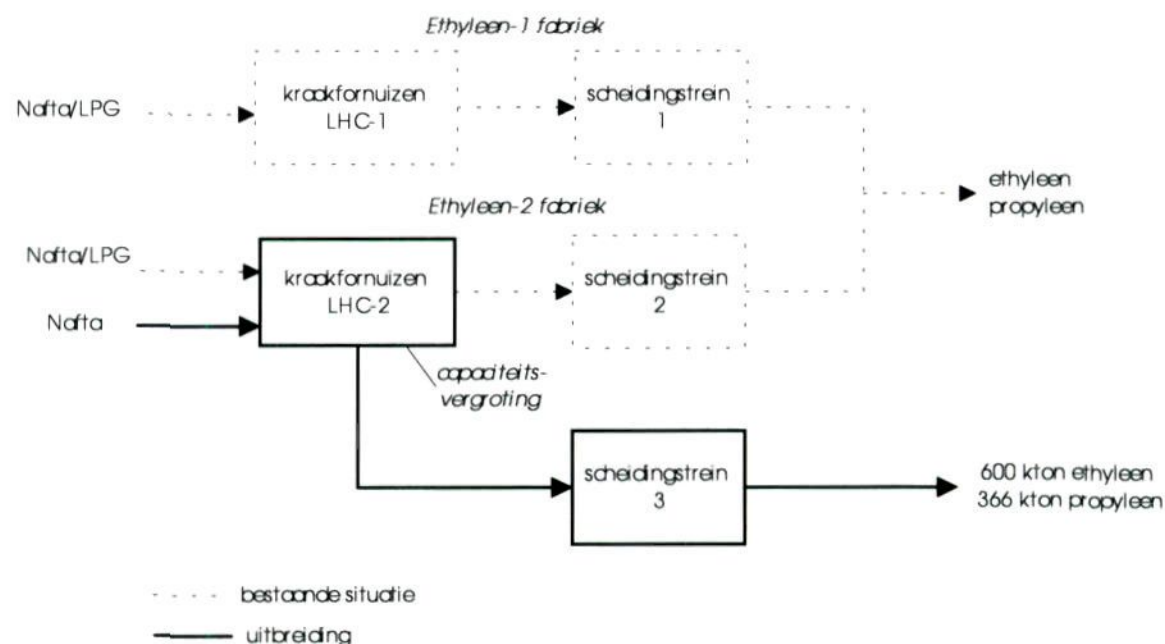 Ethyleen-1 fabriek
Nafta/LPG
kraakfornuizen
LHC-1
scheidingstrein
1
ethyleen
propyleen
Ethyleen-2 fabriek
Nafta/LPG
Nafta
kraakfornuizen
LHC-2
scheidingstrein
2
capaciteits-
vergroting
scheidingstrein
3
600 kton ethyleen
366 kton propyleen
bestaande situatie
uitbreiding